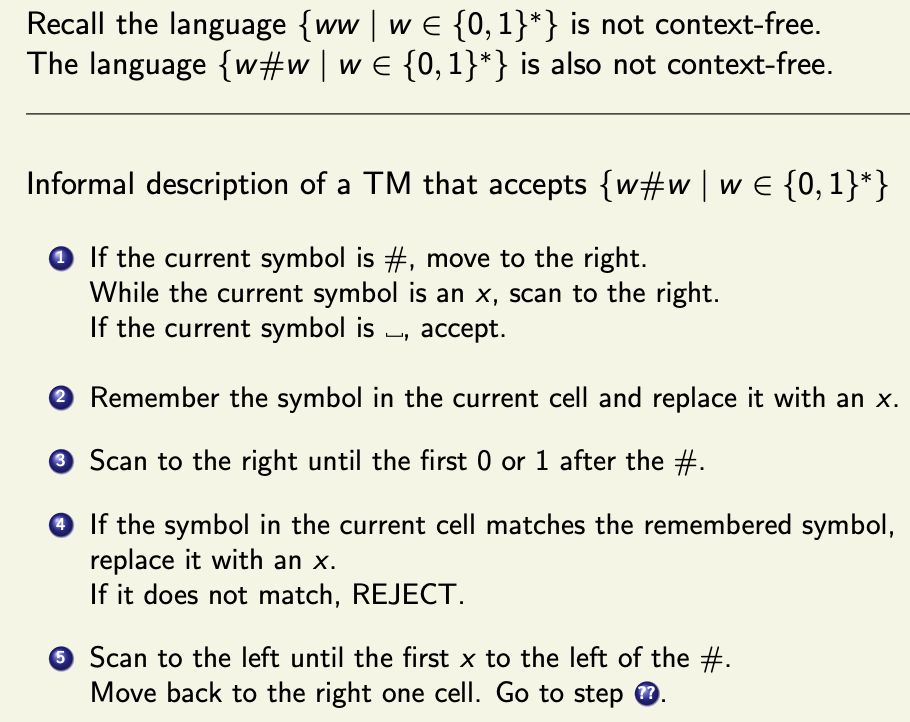 Recall the language {ww | w ∈ {0, 1}*} is not context-free.
The language {w#w | w ∈ {0, 1}*} is also not context-free.
Informal description of a TM that accepts {w#w | w ∈ {0, 1}*}
1 If the current symbol is #, move to the right.
While the current symbol is an x, scan to the right.
If the current symbol is ␣, accept.
2 Remember the symbol in the current cell and replace it with an x.
3 Scan to the right until the first 0 or 1 after the #.
4 If the symbol in the current cell matches the remembered symbol,
replace it with an x.
If it does not match, REJECT.
5 Scan to the left until the first x to the left of the #.
Move back to the right one cell. Go to step ??.